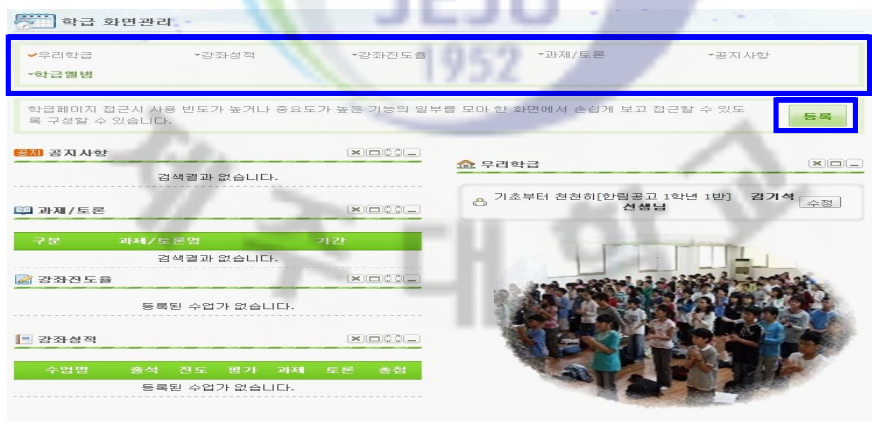 학급 화면관리
우리학급 강좌성적 강좌진도율 과제/토론 공지사항
학급앨범
학급페이지 접근시 사용 빈도가 높거나 중요도가 높은 기능의 일부를 모아 한 화면에서 손쉽게 보고 접근할 수 있도
록 구성할 수 있습니다.
등록
공지 공지사항
검색결과 없습니다.
과제/토론
구분 과제/토론명 기간
검색결과 없습니다.
강좌진도율
등록된 수업가 없습니다.
강좌성적
수업명 출석 진도 평가 과제 토론 총점
등록된 수업가 없습니다.
우리학급
기초부터 천천히[한림공고 1학년 1반] 김기석
선생님
수정
JEJU
1952
제주대학